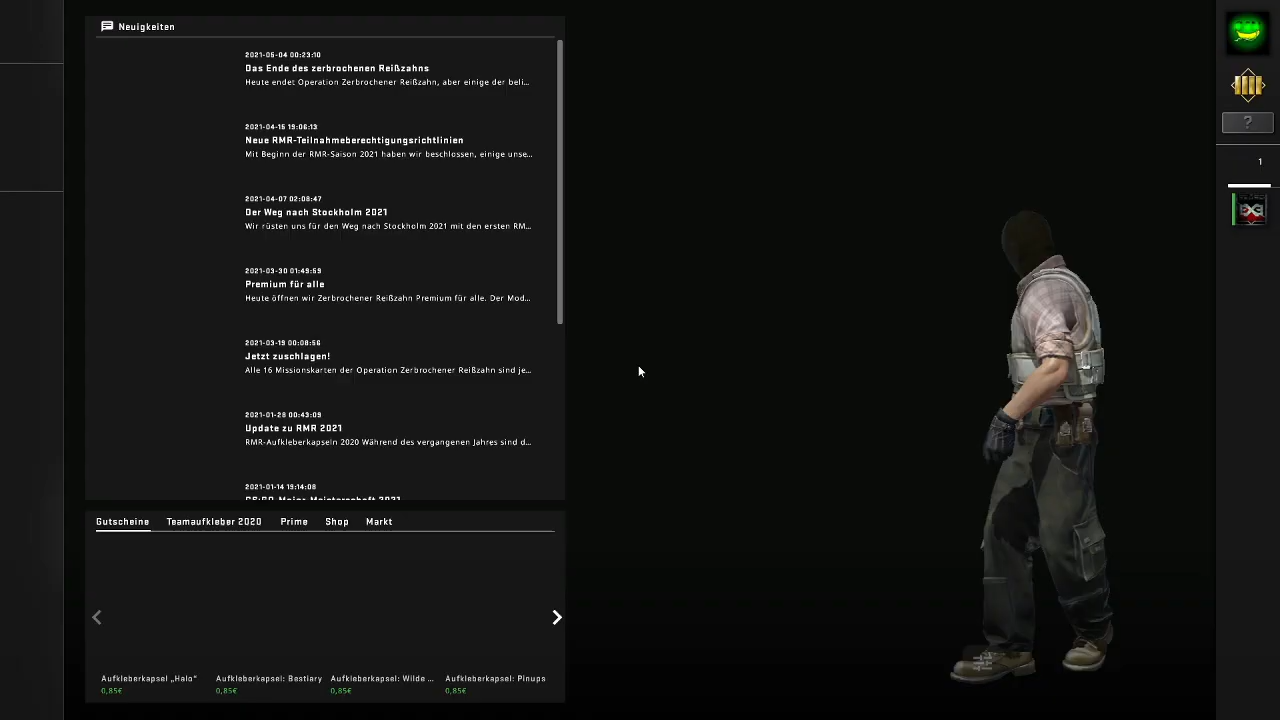 Neuigkeiten
2021-05-04 00:23:10
Das Ende des zerbrochenen Reißzahns
Heute endet Operation Zerbrochener Reißzahn, aber einige der beli...
2021-04-15 19:06:13
Neue RMR-Teilnahmeberechtigungsrichtlinien
Mit Beginn der RMR-Saison 2021 haben wir beschlossen, einige unse...
2021-04-07 02:08:47
Der Weg nach Stockholm 2021
Wir rüsten uns für den Weg nach Stockholm 2021 mit den ersten RM...
2021-03-30 01:49:59
Premium für alle
Heute öffnen wir Zerbrochener Reißzahn Premium für alle. Der Mod...
2021-03-19 00:08:56
Jetzt zuschlagen!
Alle 16 Missionskarten der Operation Zerbrochener Reißzahn sind je...
2021-01-28 00:43:09
Update zu RMR 2021
RMR-Aufkleberkapseln 2020 Während des vergangenen Jahres sind d...
2021-01-14 19:14:08
CS:GO-Major-Meisterschaft 2021
Gutscheine Teamaufkleber 2020 Prime Shop Markt
Aufkleberkapsel „Halo“ Aufkleberkapsel: Bestiary Aufkleberkapsel: Wilde ... Aufkleberkapsel: Pinups
0,85€ 0,85€ 0,85€ 0,85€
?
1